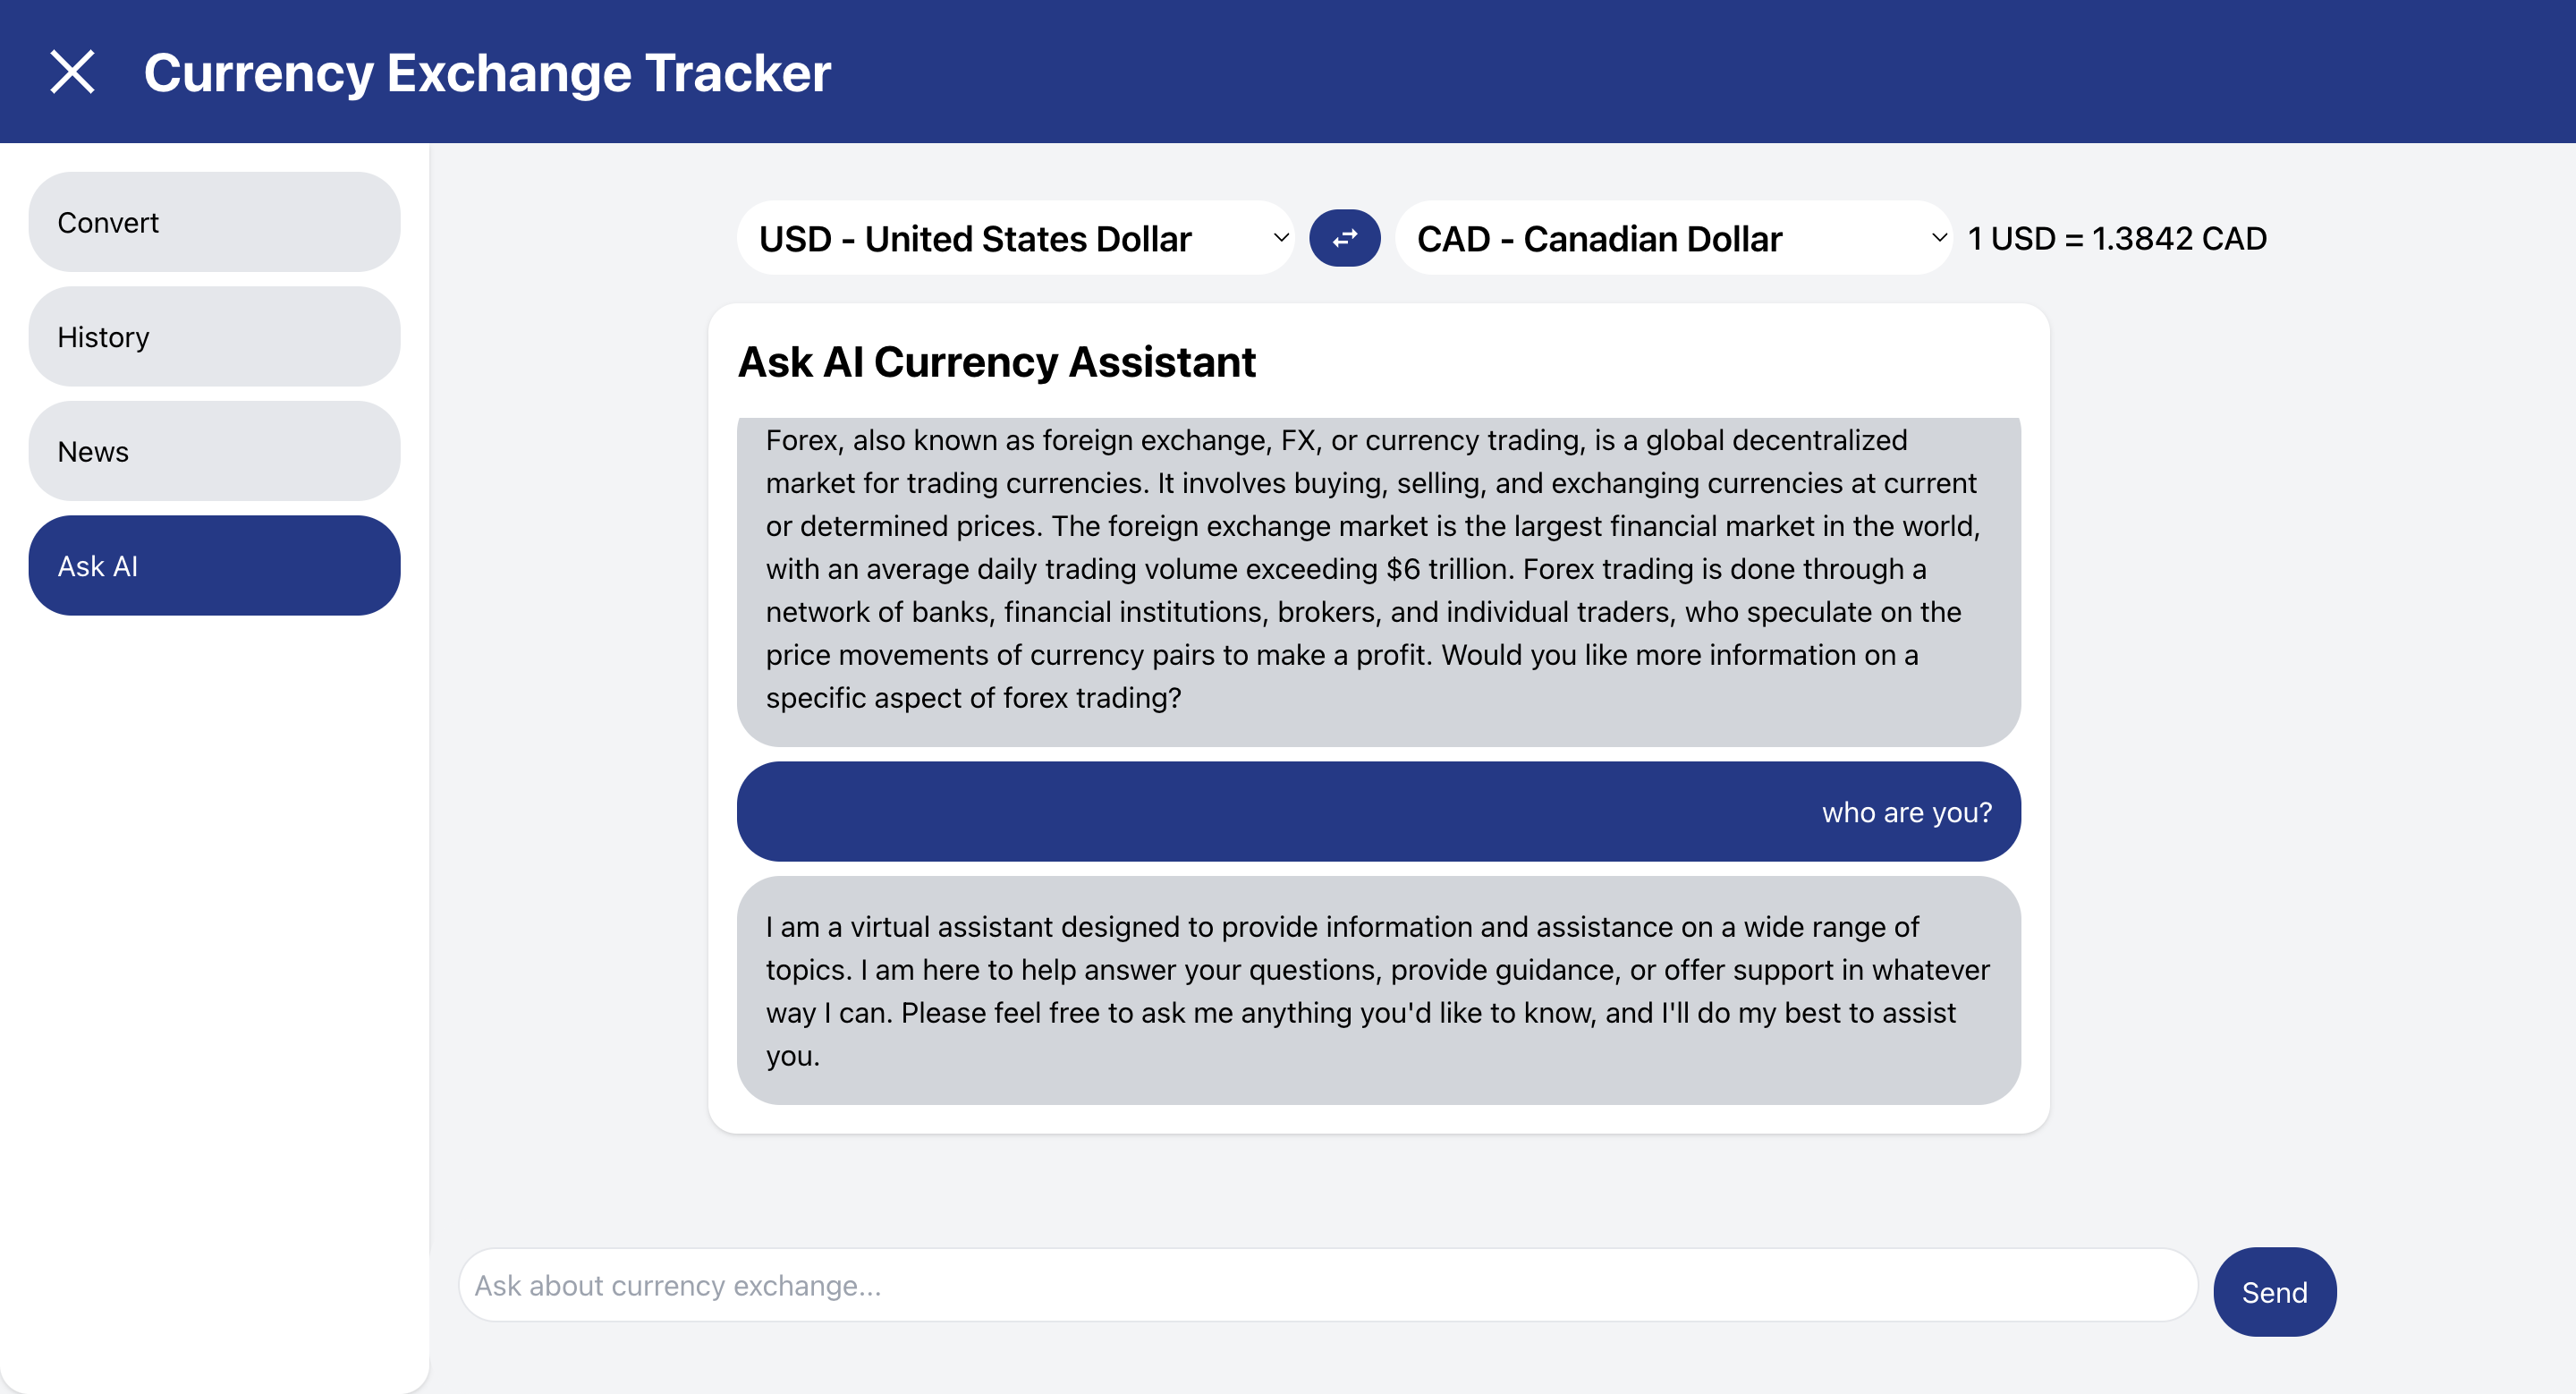 Currency Exchange Tracker
Convert
History
News
Ask AI
USD - United States Dollar
CAD - Canadian Dollar
1 USD = 1.3842 CAD
Ask AI Currency Assistant
Forex, also known as foreign exchange, FX, or currency trading, is a global decentralized
market for trading currencies. It involves buying, selling, and exchanging currencies at current
or determined prices. The foreign exchange market is the largest financial market in the world,
with an average daily trading volume exceeding $6 trillion. Forex trading is done through a
network of banks, financial institutions, brokers, and individual traders, who speculate on the
price movements of currency pairs to make a profit. Would you like more information on a
specific aspect of forex trading?
who are you?
I am a virtual assistant designed to provide information and assistance on a wide range of
topics. I am here to help answer your questions, provide guidance, or offer support in whatever
way I can. Please feel free to ask me anything you'd like to know, and I'll do my best to assist
you.
Ask about currency exchange...
Send